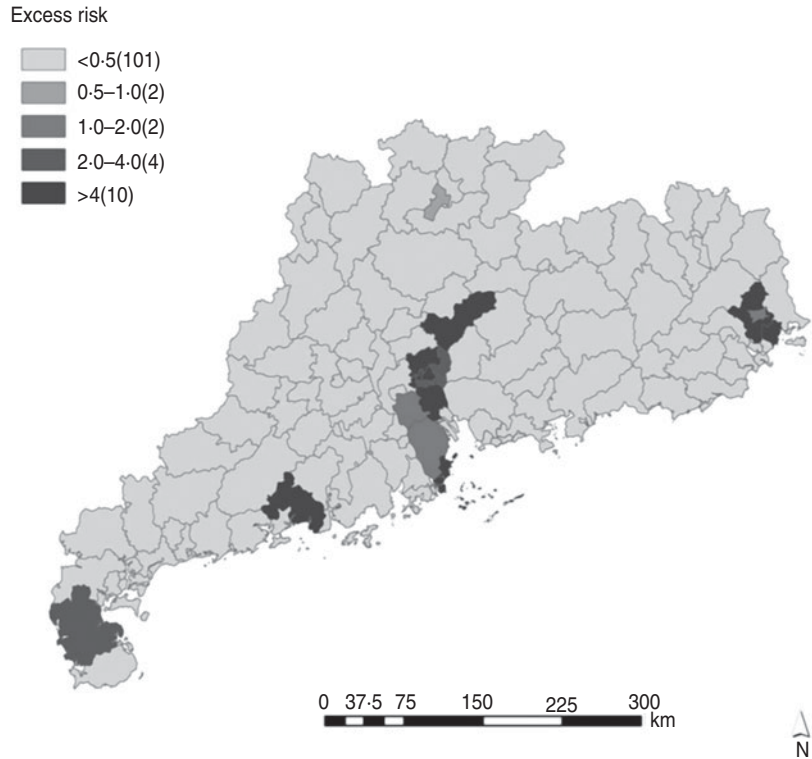 Excess risk
<0·5(101)
0·5–1·0(2)
1·0–2·0(2)
2·0–4·0(4)
>4(10)
0 37·5 75 150 225 300
km
N